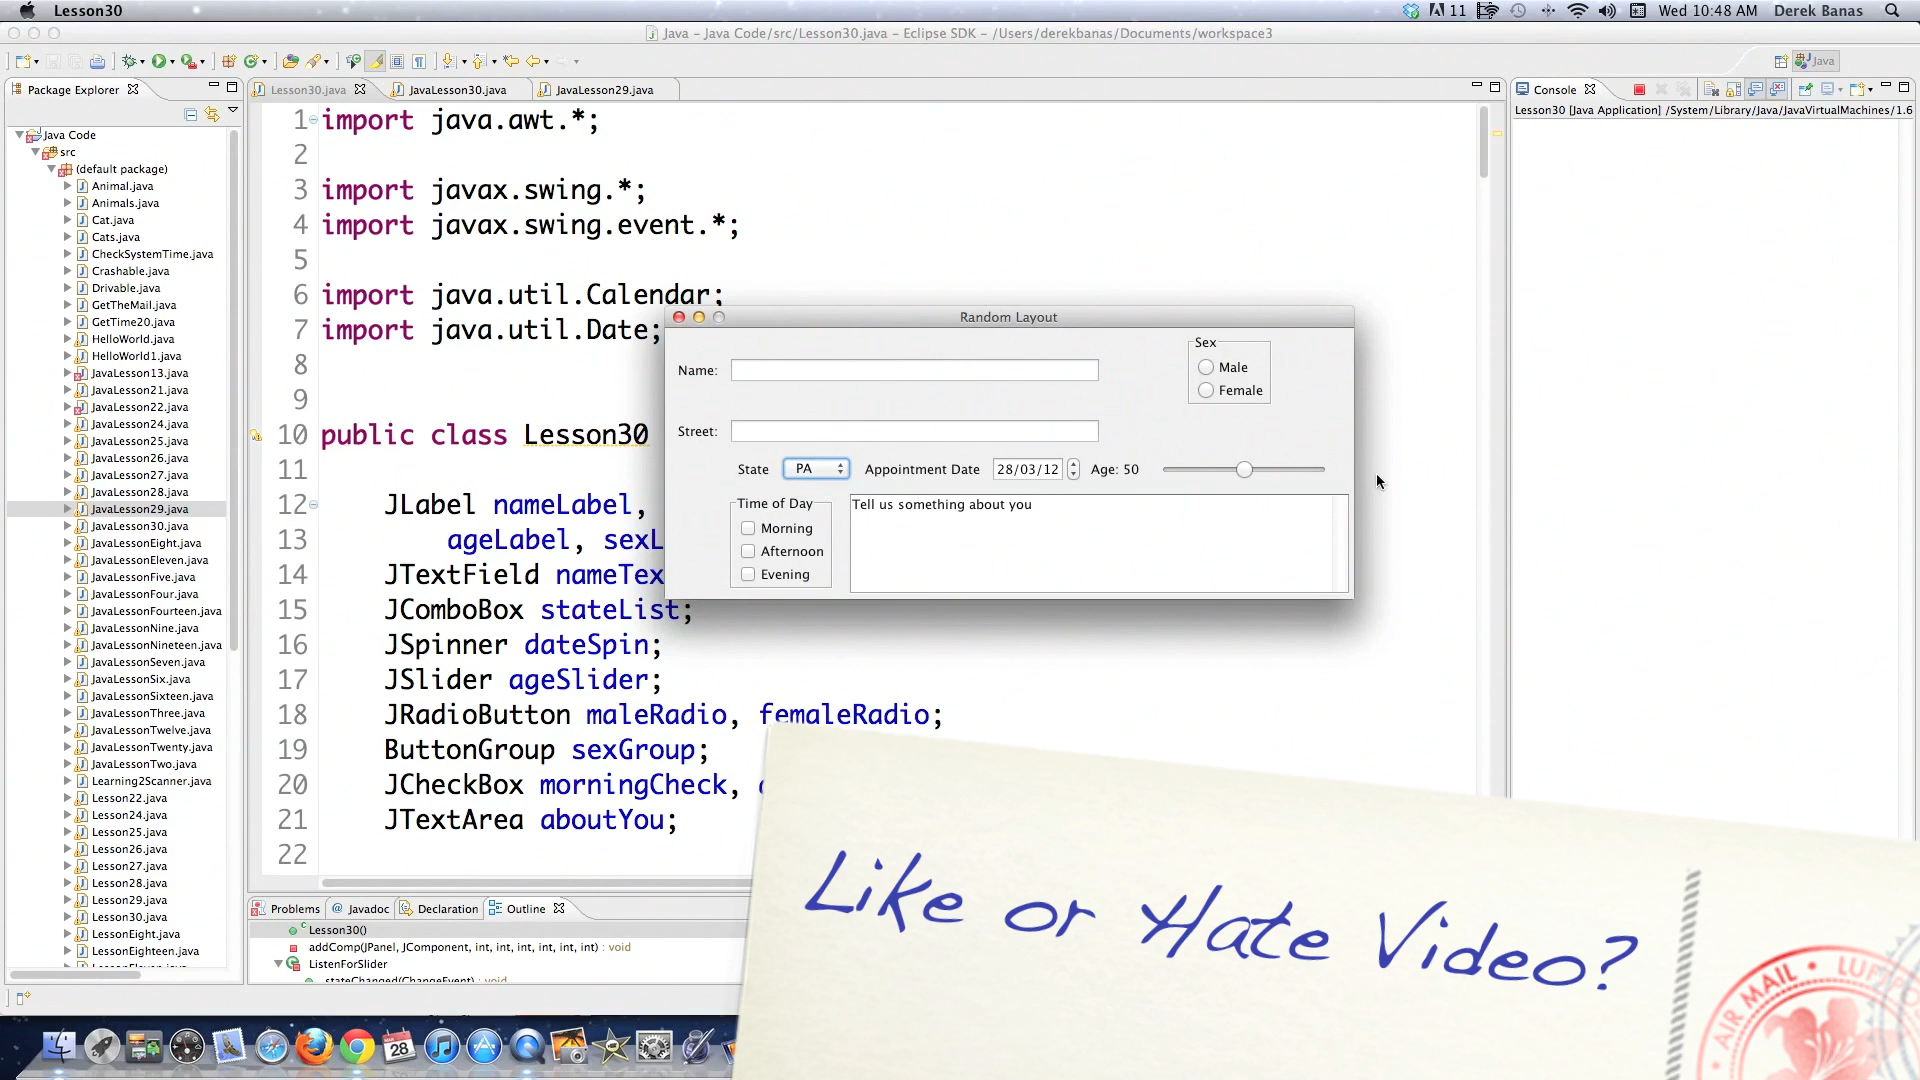 Lesson30
11
Wed 10:48 AM
Derek Banas
Java – Java Code/src/Lesson30.java – Eclipse SDK – /Users/derekbanas/Documents/workspace3
Java
Package Explorer
Java Code
src
(default package)
Animal.java
Animals.java
Cat.java
Cats.java
CheckSystemTime.java
Crashable.java
Drivable.java
GetTheMail.java
GetTime20.java
HelloWorld.java
HelloWorld1.java
JavaLesson13.java
JavaLesson21.java
JavaLesson22.java
JavaLesson24.java
JavaLesson25.java
JavaLesson26.java
JavaLesson27.java
JavaLesson28.java
JavaLesson29.java
JavaLesson30.java
JavaLessonEight.java
JavaLessonEleven.java
JavaLessonFive.java
JavaLessonFour.java
JavaLessonFourteen.java
JavaLessonNine.java
JavaLessonNineteen.java
JavaLessonSeven.java
JavaLessonSix.java
JavaLessonSixteen.java
JavaLessonThree.java
JavaLessonTwelve.java
JavaLessonTwenty.java
JavaLessonTwo.java
Learning2Scanner.java
Lesson22.java
Lesson24.java
Lesson25.java
Lesson26.java
Lesson27.java
Lesson28.java
Lesson29.java
Lesson30.java
LessonEight.java
LessonEighteen.java
Lesson30.java
JavaLesson30.java
JavaLesson29.java
1 import java.awt.*;
2
3 import javax.swing.*;
4 import javax.swing.event.*;
5
6 import java.util.Calendar;
7 import java.util.Date;
8
9
10 public class Lesson30
11
12 JLabel nameLabel,
13 ageLabel, sexL
14 JTextField nameTex
15 JComboBox stateList;
16 JSpinner dateSpin;
17 JSlider ageSlider;
18 JRadioButton maleRadio, femaleRadio;
19 ButtonGroup sexGroup;
20 JCheckBox morningCheck,
21 JTextArea aboutYou;
22
Random Layout
Name:
Sex
Male
Female
Street:
State PA Appointment Date 28/03/12 Age: 50
Time of Day
Morning
Afternoon
Evening
Tell us something about you
Console
Lesson30 [Java Application] /System/Library/Java/JavaVirtualMachines/1.6
Problems
Javadoc
Declaration
Outline
Lesson30()
addComp(JPanel, JComponent, int, int, int, int, int, int) : void
ListenForSlider
stateChanged(ChangeEvent) : void
Like or Hate Video?
AIR MAIL
28